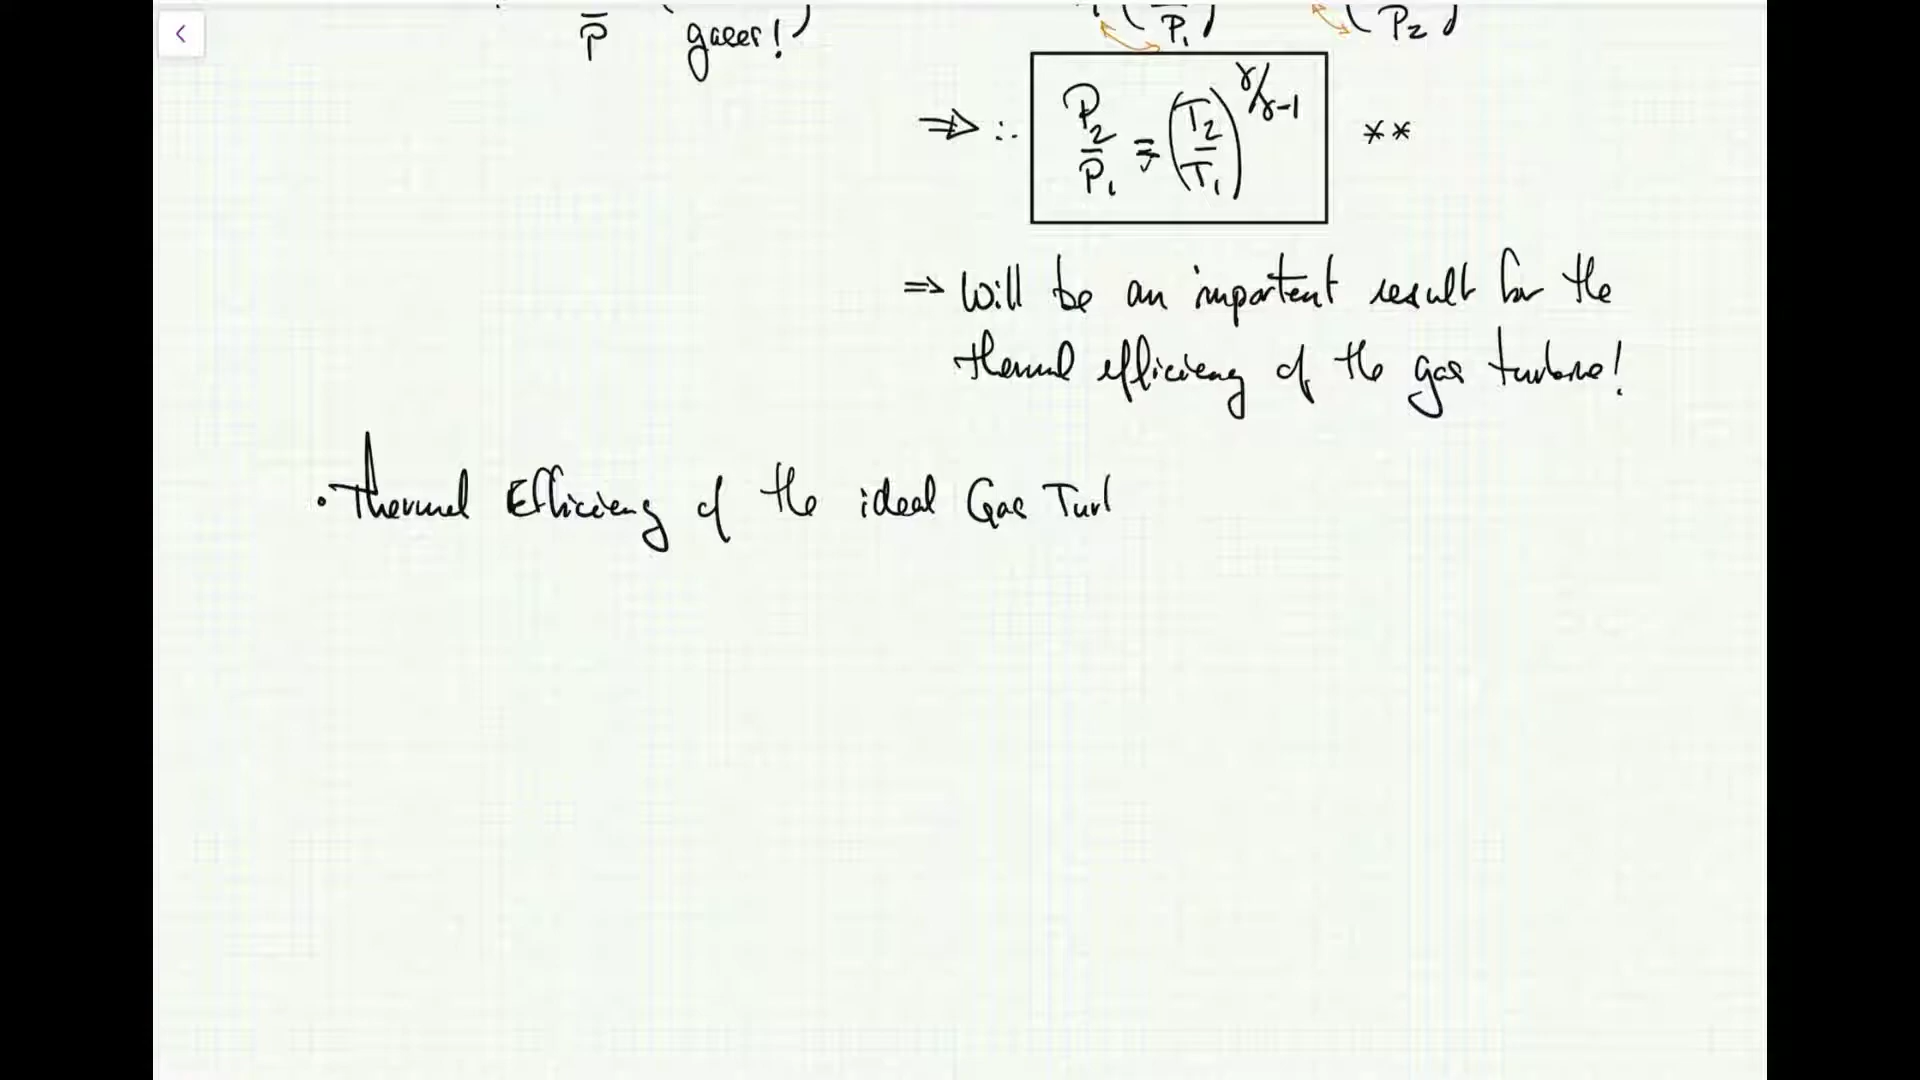 P̅ gases!) ( P₁ ) ( P₂ )
⇒ ∴ P₂/P₁ = (T₂/T₁)^γ/γ-1 **
⇒ Will be an important result for the
thermal efficiency of the gas turbine!
• Thermal Efficiency of the ideal Gas Turl